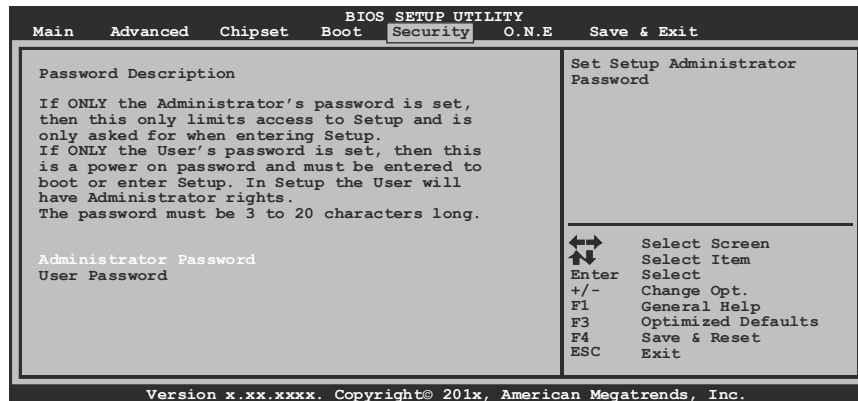 BIOS SETUP UTILITY
Main Advanced Chipset Boot Security O.N.E Save & Exit
Password Description
If ONLY the Administrator's password is set,
then this only limits access to Setup and is
only asked for when entering Setup.
If ONLY the User's password is set, then this
is a power on password and must be entered to
boot or enter Setup. In Setup the User will
have Administrator rights.
The password must be 3 to 20 characters long.
Administrator Password
User Password
Set Setup Administrator
Password
Select Screen
Select Item
Enter Select
+/- Change Opt.
F1 General Help
F3 Optimized Defaults
F4 Save & Reset
ESC Exit
Version x.xx.xxxx. Copyright© 201x, American Megatrends, Inc.